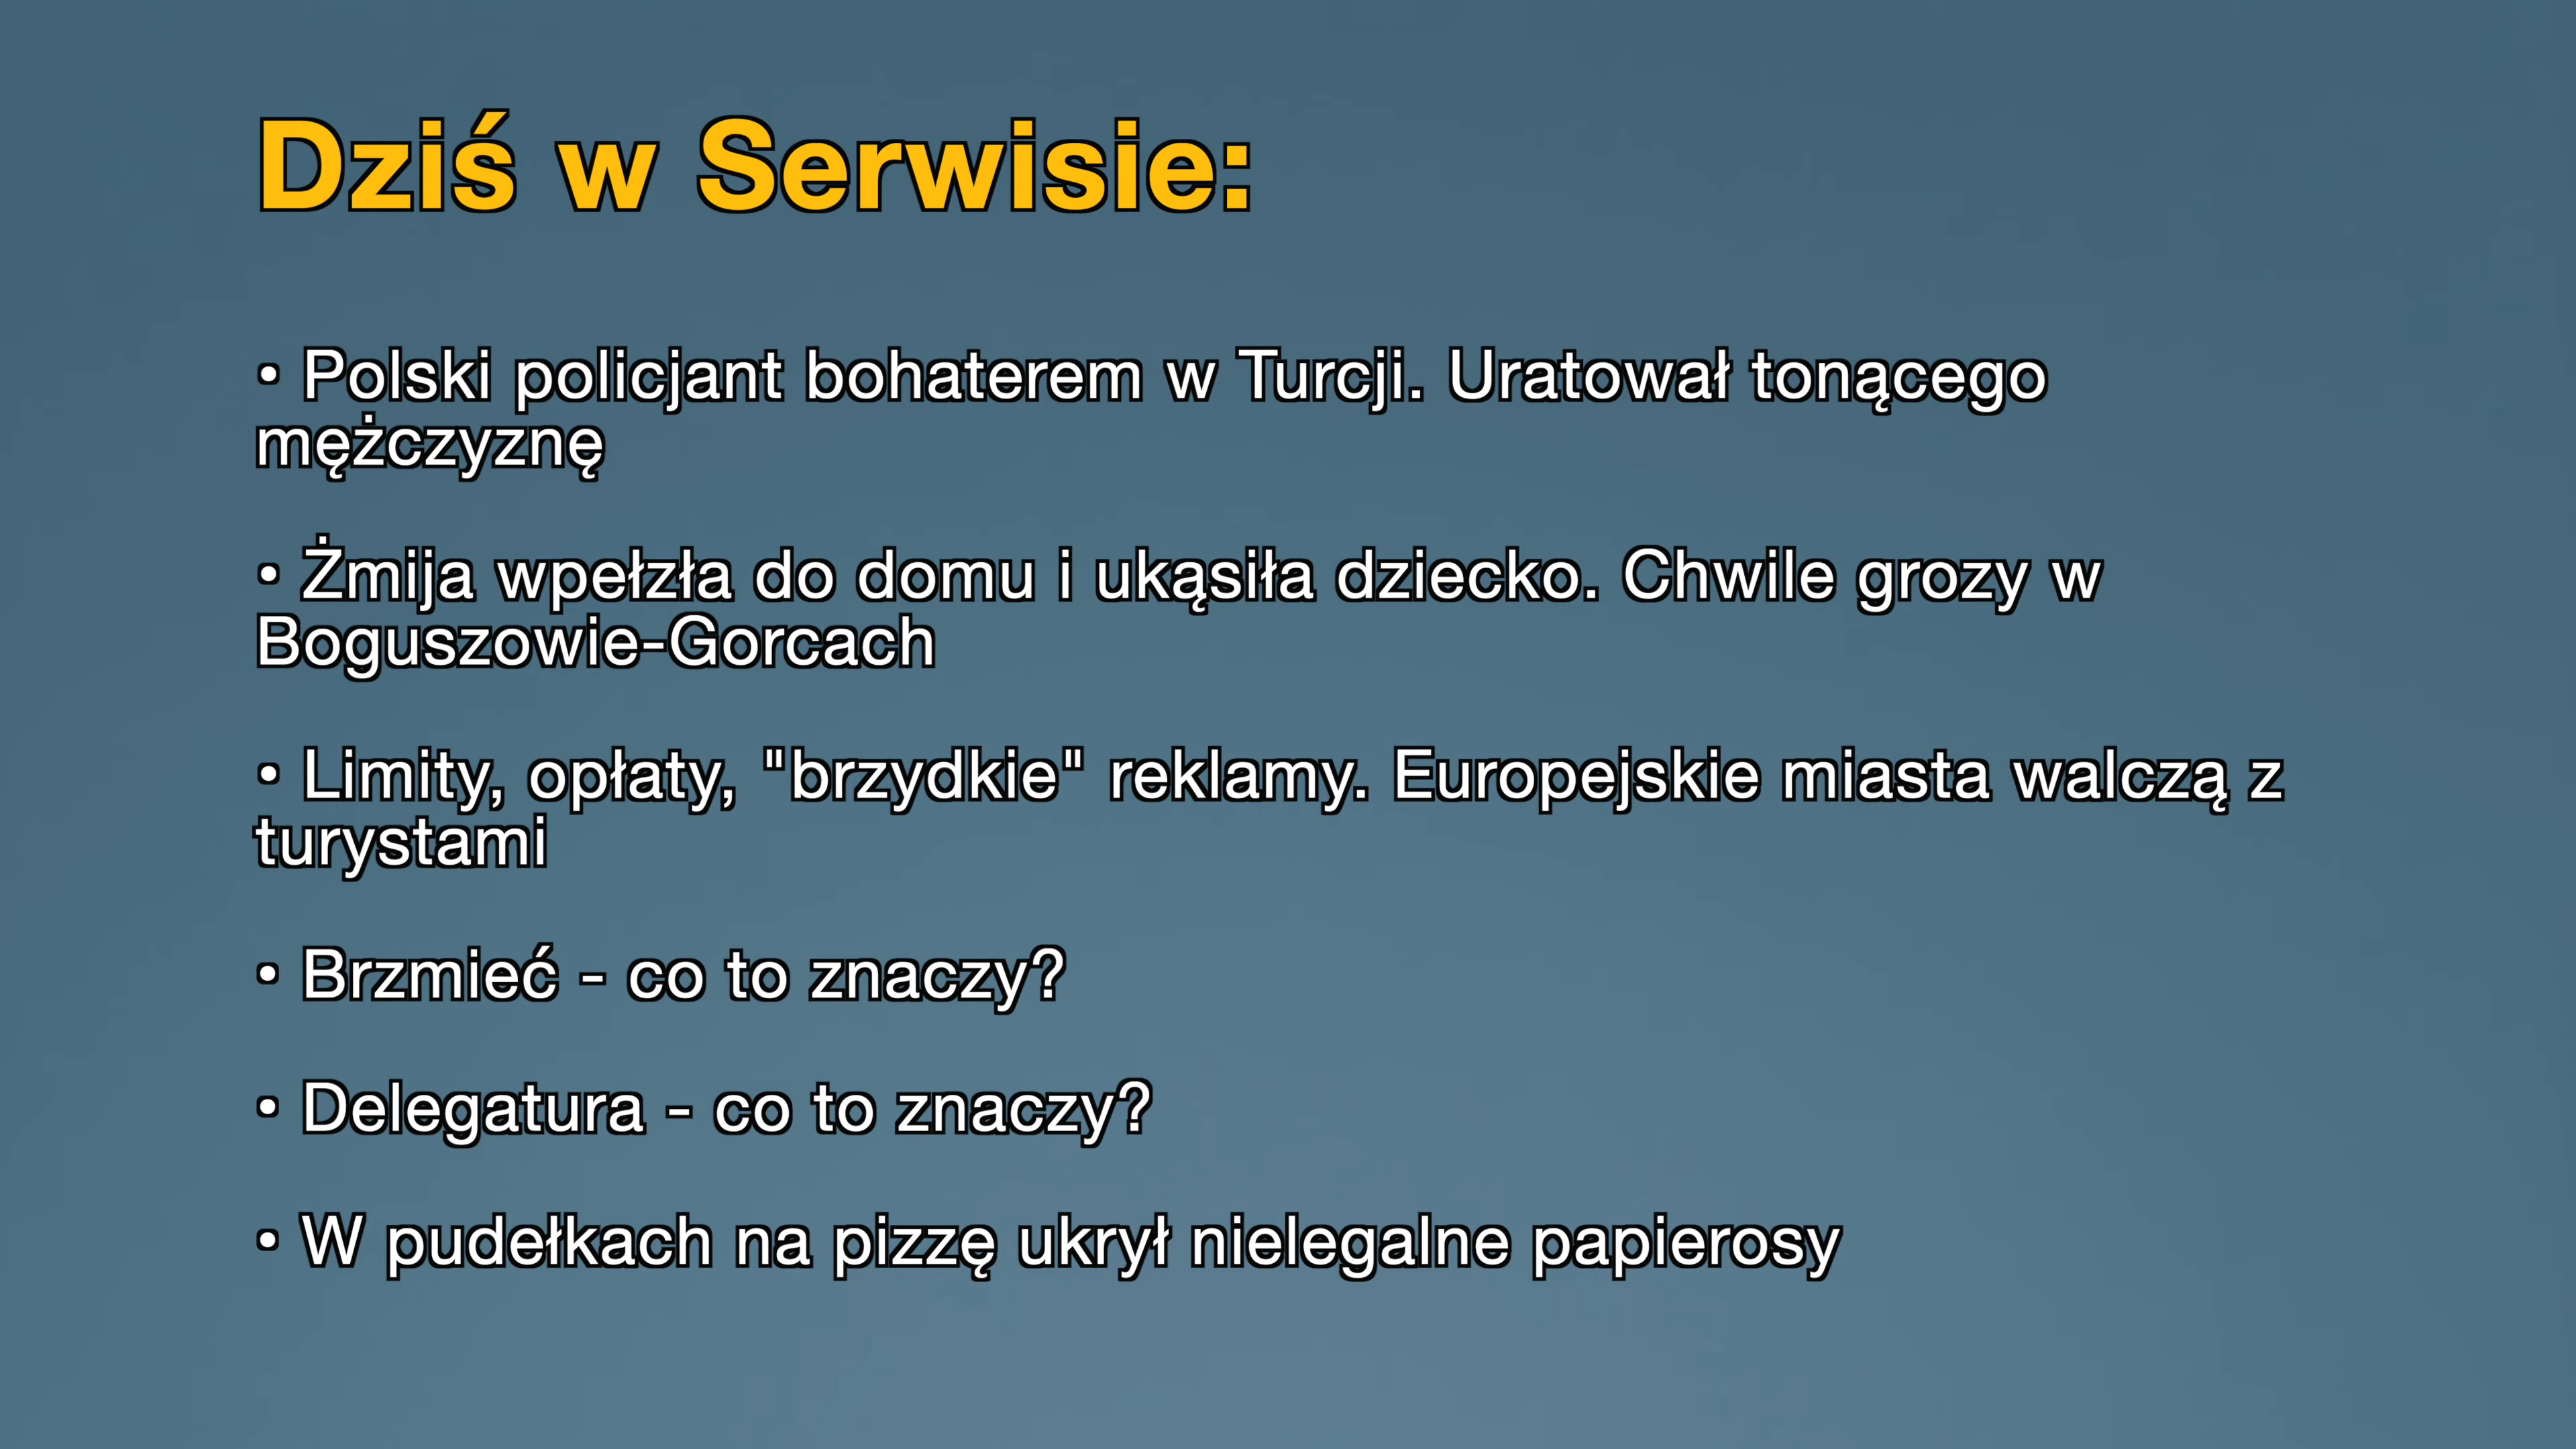 Dziś w Serwisie:
• Polski policjant bohaterem w Turcji. Uratował tonącego
mężczyznę
• Żmija wpełzła do domu i ukąsiła dziecko. Chwile grozy w
Boguszowie-Gorcach
• Limity, opłaty, "brzydkie" reklamy. Europejskie miasta walczą z
turystami
• Brzmieć - co to znaczy?
• Delegatura - co to znaczy?
• W pudełkach na pizzę ukrył nielegalne papierosy